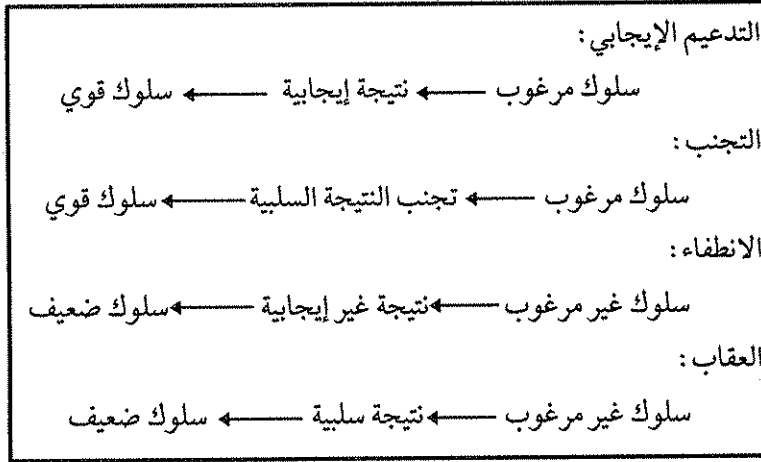 التدعيم الإيجابي:
سلوك مرغوب ← نتيجة إيجابية ← سلوك قوي
التجنب:
سلوك مرغوب ← تجنب النتيجة السلبية ← سلوك قوي
الانطفاء:
سلوك غير مرغوب ← نتيجة غير إيجابية ← سلوك ضعيف
العقاب:
سلوك غير مرغوب ← نتيجة سلبية ← سلوك ضعيف